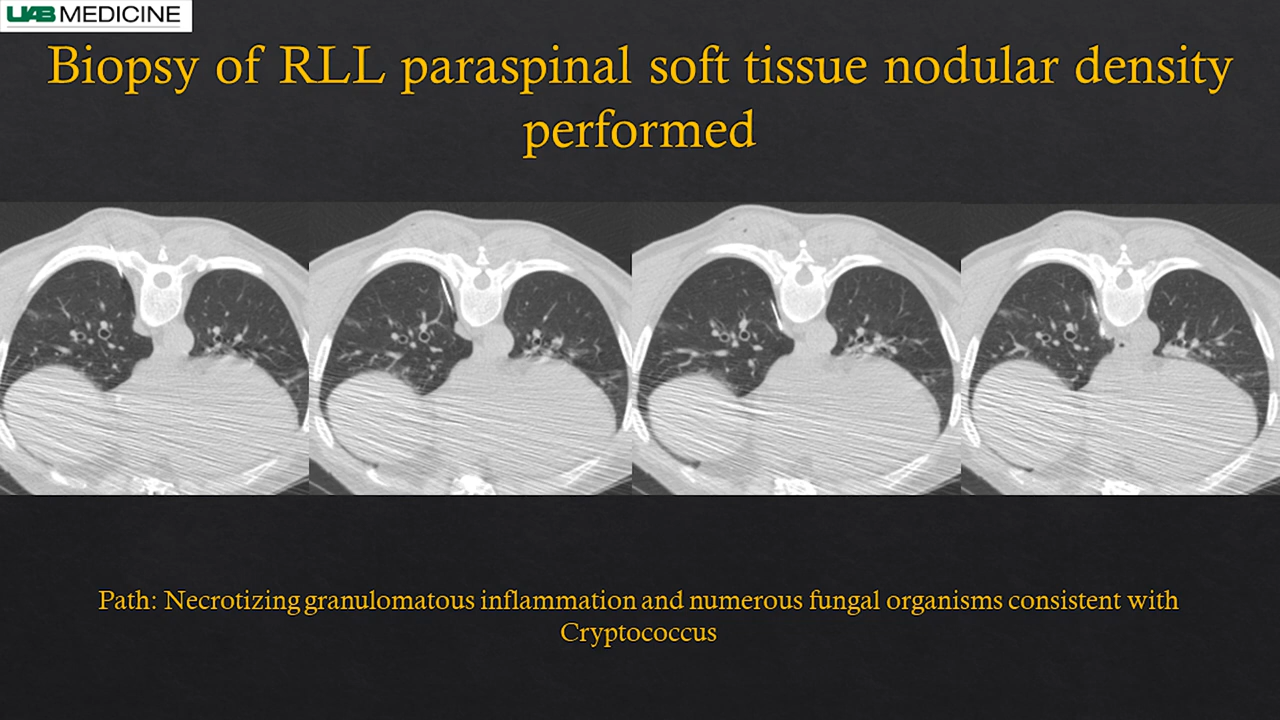 UAB MEDICINE
Biopsy of RLL paraspinal soft tissue nodular density
performed
Path: Necrotizing granulomatous inflammation and numerous fungal organisms consistent with
Cryptococcus